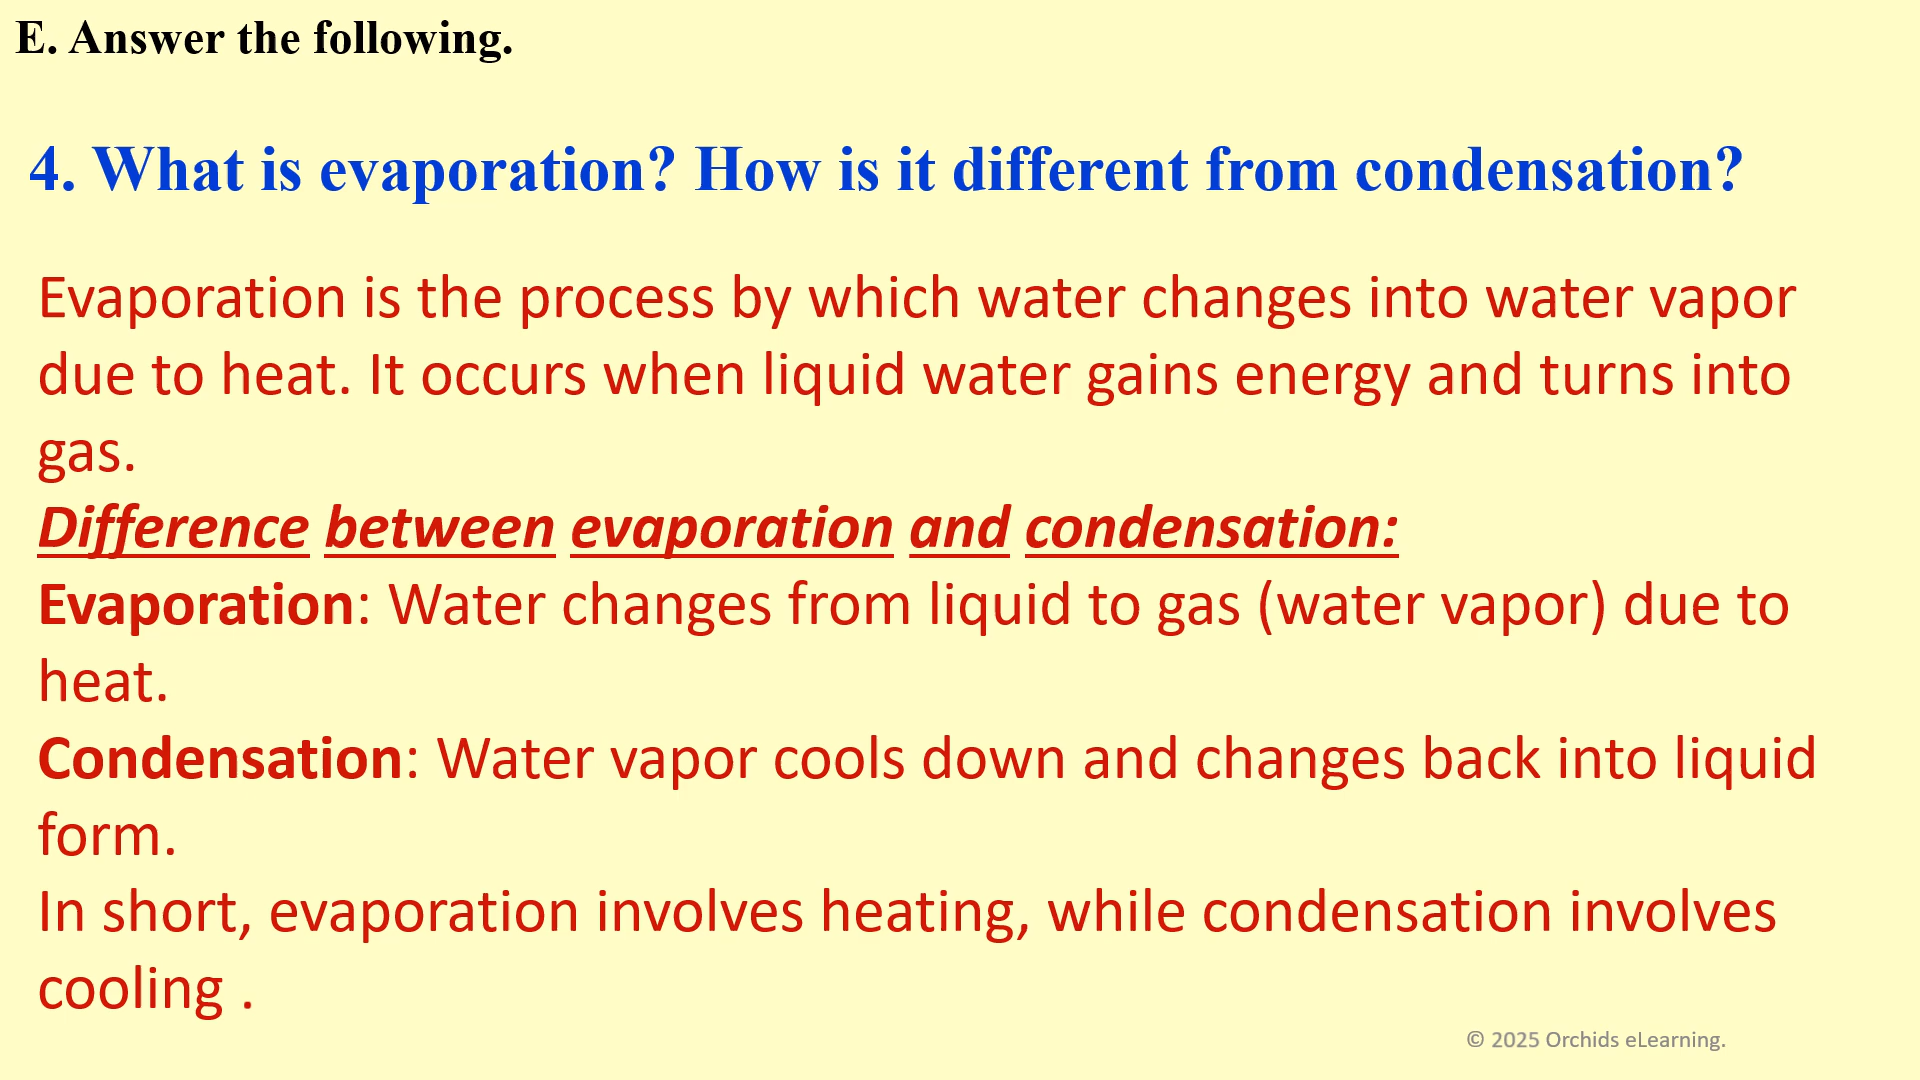 E. Answer the following.
4. What is evaporation? How is it different from condensation?
Evaporation is the process by which water changes into water vapor
due to heat. It occurs when liquid water gains energy and turns into
gas.
Difference between evaporation and condensation:
Evaporation: Water changes from liquid to gas (water vapor) due to
heat.
Condensation: Water vapor cools down and changes back into liquid
form.
In short, evaporation involves heating, while condensation involves
cooling .
© 2025 Orchids eLearning.